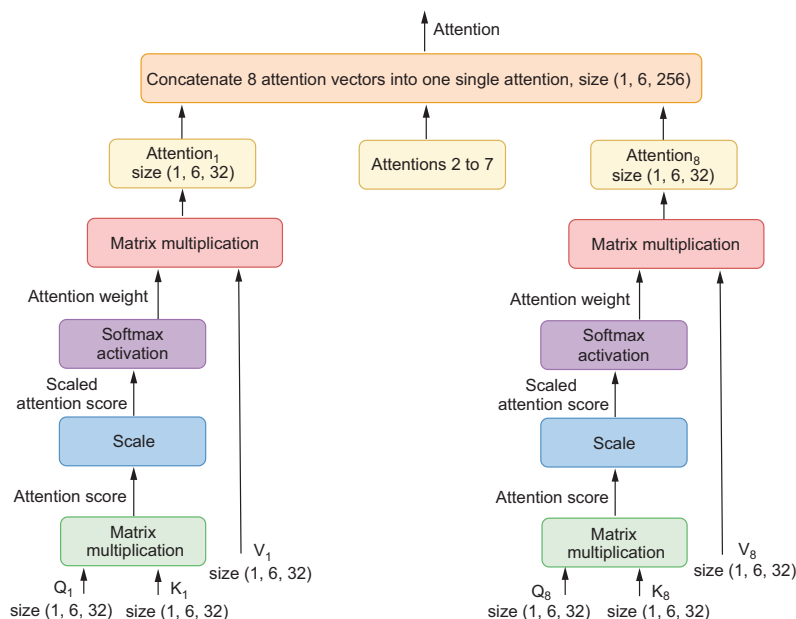 Attention
Concatenate 8 attention vectors into one single attention, size (1, 6, 256)
Attention₁
size (1, 6, 32)
Attentions 2 to 7
Attention₈
size (1, 6, 32)
Matrix multiplication
Matrix multiplication
Attention weight
Attention weight
Softmax
activation
Softmax
activation
Scaled
attention score
Scaled
attention score
Scale
Scale
Attention score
Attention score
Matrix
multiplication
Matrix
multiplication
V₁
size (1, 6, 32)
V₈
size (1, 6, 32)
Q₁
size (1, 6, 32)
K₁
size (1, 6, 32)
Q₈
size (1, 6, 32)
K₈
size (1, 6, 32)